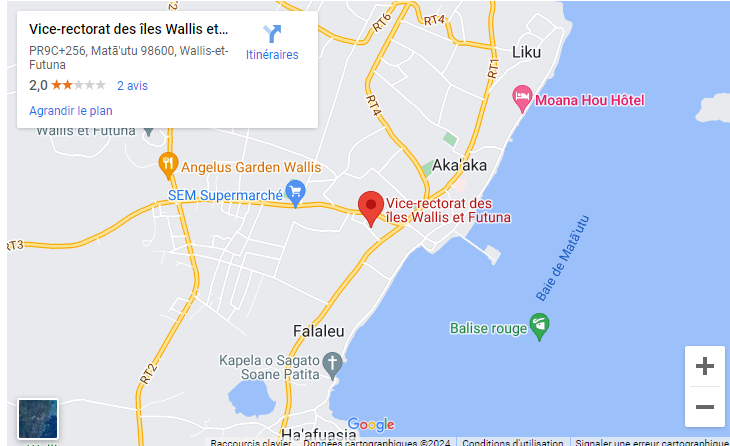 Vice-rectorat des îles Wallis et...
PR9C+256, Matā'utu 98600, Wallis-et-
Futuna
2,0
2 avis
Agrandir le plan
Itinéraires
RT6
RT4
Liku
RT1
Moana Hou Hôtel
RT4
Wallis et Futuna
Angelus Garden Wallis
Aka'aka
SEM Supermarché
Vice-rectorat des
îles Wallis et Futuna
RT3
Baie de Matā'utu
Balise rouge
Falaleu
Kapela o Sagato
Soane Patita
RT2
Ha'afuasia
Google
Raccourcis clavier
Données cartographiques ©2024
Conditions d'utilisation
Signaler une erreur cartographique